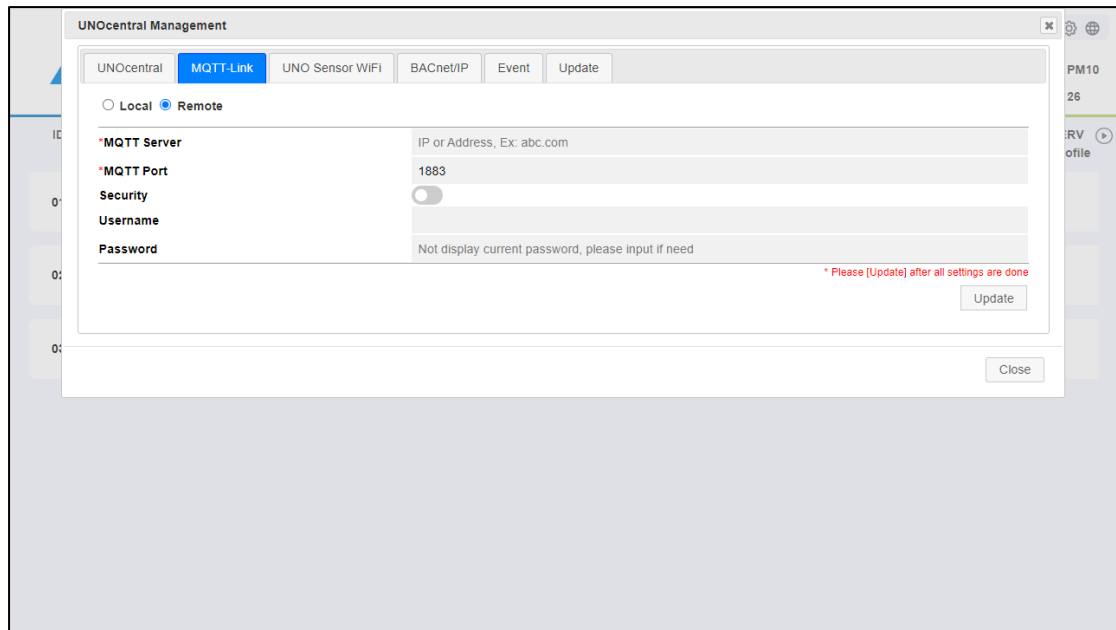 UNOcentral Management
UNOcentral MQTT-Link UNO Sensor WiFi BACnet/IP Event Update
PM10
Local Remote
26
*MQTT Server IP or Address, Ex: abc.com
*MQTT Port 1883
Security
Username
Password Not display current password, please input if need
* Please [Update] after all settings are done
Update
Close